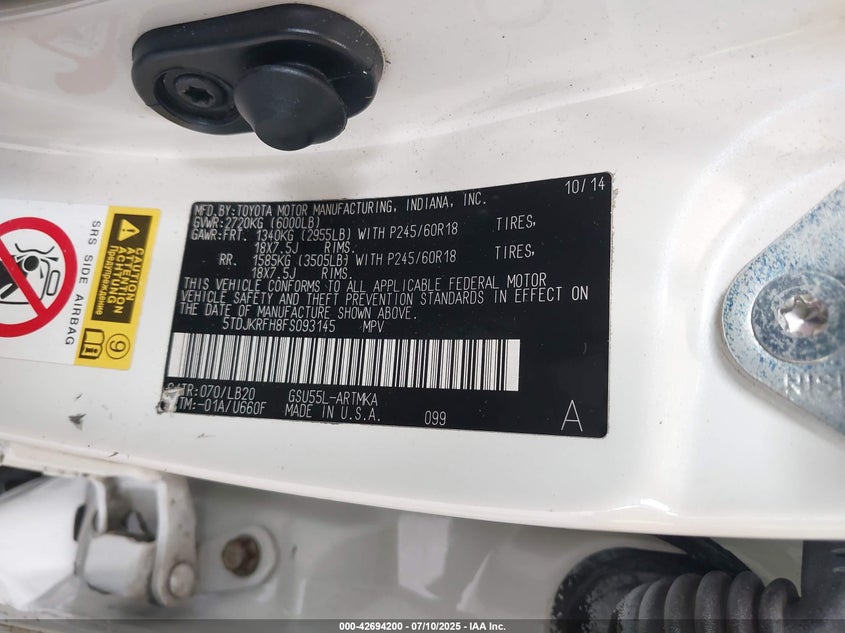 MFD. BY: TOYOTA MOTOR MANUFACTURING, INDIANA, INC. 10/14
GVWR: 2720KG (6000LB)
GAWR: FRT. 1340KG (2955LB) WITH P245/60R18 TIRES,
18X7.5J RIMS.
RR. 1585KG (3505LB) WITH P245/60R18 TIRES,
18X7.5J RIMS.
THIS VEHICLE CONFORMS TO ALL APPLICABLE FEDERAL MOTOR
VEHICLE SAFETY AND THEFT PREVENTION STANDARDS IN EFFECT ON
THE DATE OF MANUFACTURE SHOWN ABOVE.
5TDJKRFH8FS093145 MPV
C/TR: 070/LB20 GSU55L-ARTMKA
TM: -01A/U660F MADE IN U.S.A. 099 A
SRS SIDE AIRBAG
CAUTION
ATTENTION
ACHTUNG
Предупреждение
9
000-42694200 - 07/10/2025 - IAA Inc.